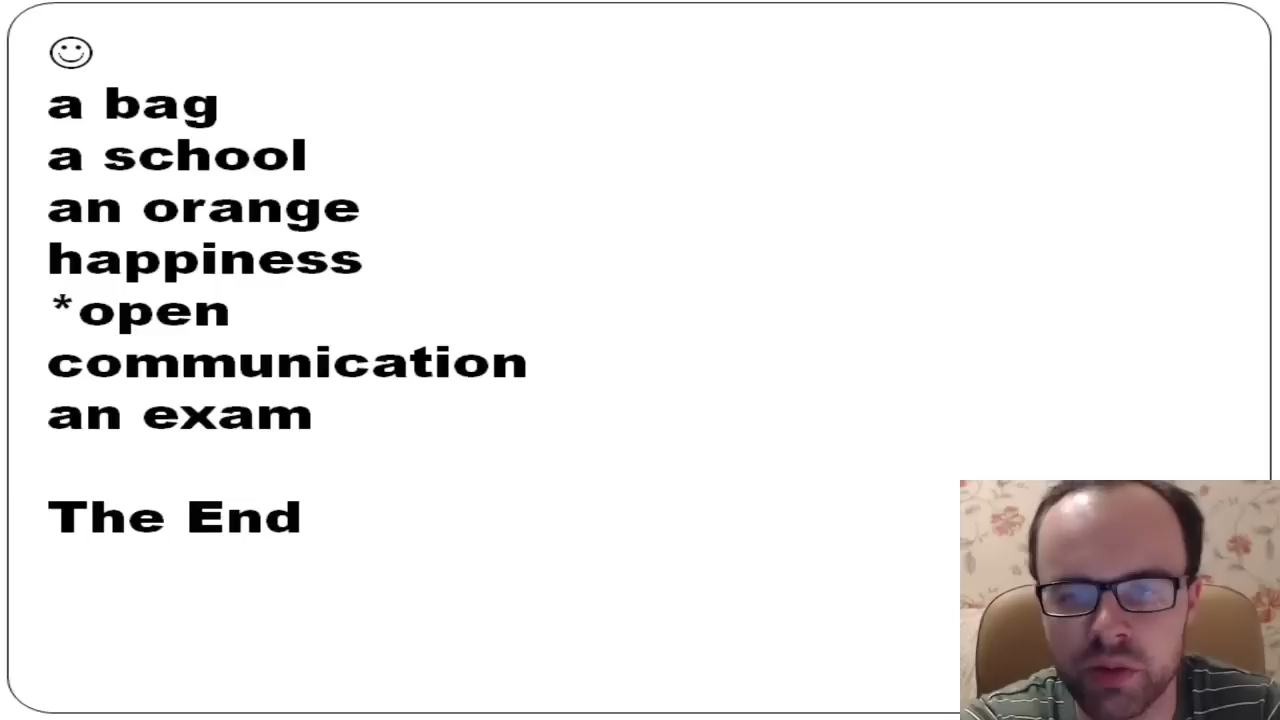 ☺
a bag
a school
an orange
happiness
*open
communication
an exam
The End